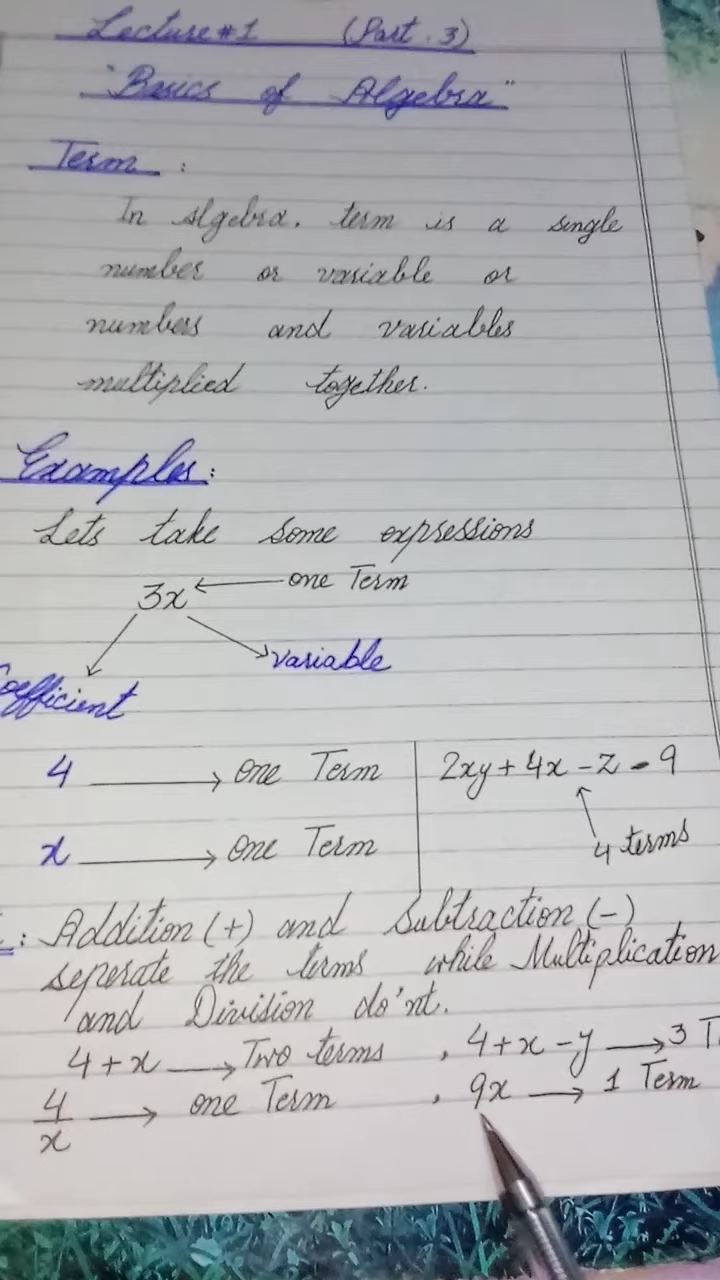 Lecture #1 (Part. 3)
"Basics of Algebra"
Term :
In algebra, term is a single
number or variable or
numbers and variables
multiplied together.
Examples:
Lets take some expressions
3x ← one Term
variable
Coefficient
4 → one Term
2xy + 4x - z - 9
4 terms
x → one Term
: Addition (+) and Subtraction (-)
seperate the terms while Multiplication
and Division do'nt.
4 + x → Two terms , 4 + x - y → 3 T
4/x → one Term , 9x → 1 Term